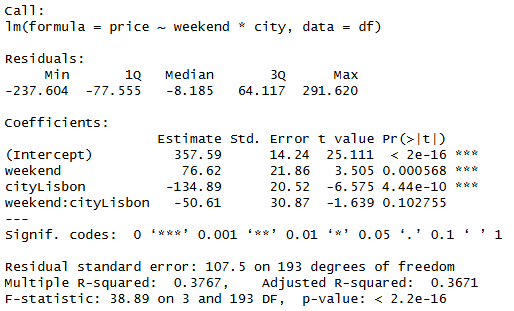 Call:
lm(formula = price ~ weekend * city, data = df)
Residuals:
Min 1Q Median 3Q Max
-237.604 -77.555 -8.185 64.117 291.620
Coefficients:
Estimate Std. Error t value Pr(>|t|)
(Intercept) 357.59 14.24 25.111 < 2e-16 ***
weekend 76.62 21.86 3.505 0.000568 ***
cityLisbon -134.89 20.52 -6.575 4.44e-10 ***
weekend:cityLisbon -50.61 30.87 -1.639 0.102755
---
Signif. codes: 0 ‘***’ 0.001 ‘**’ 0.01 ‘*’ 0.05 ‘.’ 0.1 ‘ ’ 1
Residual standard error: 107.5 on 193 degrees of freedom
Multiple R-squared: 0.3767, Adjusted R-squared: 0.3671
F-statistic: 38.89 on 3 and 193 DF, p-value: < 2.2e-16